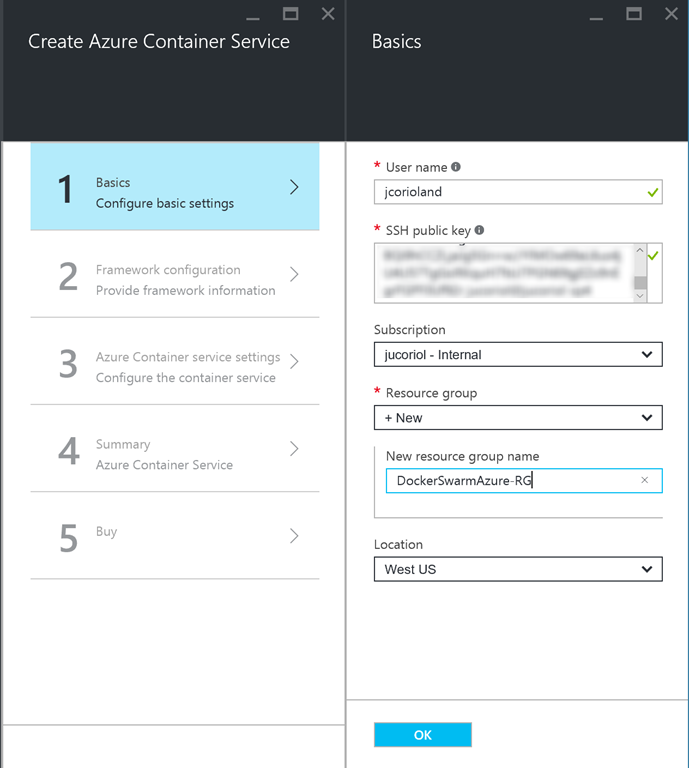 Create Azure Container Service
1
Basics
Configure basic settings
2
Framework configuration
Provide framework information
3
Azure Container service settings
Configure the container service
4
Summary
Azure Container Service
5
Buy
Basics
* User name
jcorioland
* SSH public key
Subscription
jucoriol - Internal
* Resource group
+ New
New resource group name
DockerSwarmAzure-RG
Location
West US
OK